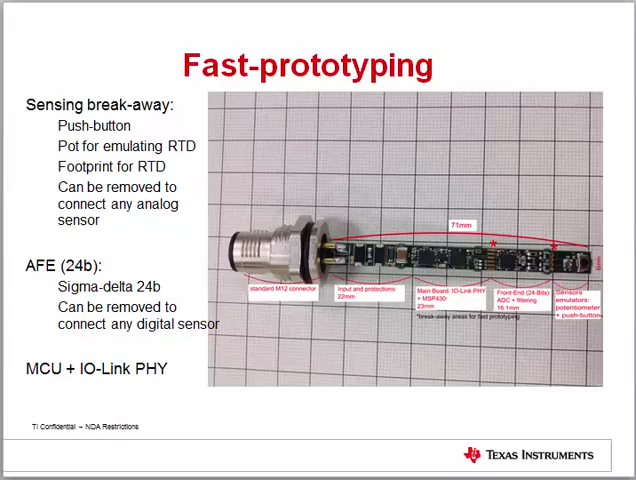 Fast-prototyping
Sensing break-away:
Push-button
Pot for emulating RTD
Footprint for RTD
Can be removed to
connect any analog
sensor
AFE (24b):
Sigma-delta 24b
Can be removed to
connect any digital sensor
MCU + IO-Link PHY
71mm
*
*
6mm
standard M12 connector
Input and protections:
22mm
Main Board: IO-Link PHY
+ MSP430:
23mm
Front-End (24-Bits)
ADC + filtering
16.1mm
Sensors
emulators:
potentiometer
+ push-button
*break-away areas for fast prototyping
TI Confidential – NDA Restrictions
TEXAS INSTRUMENTS